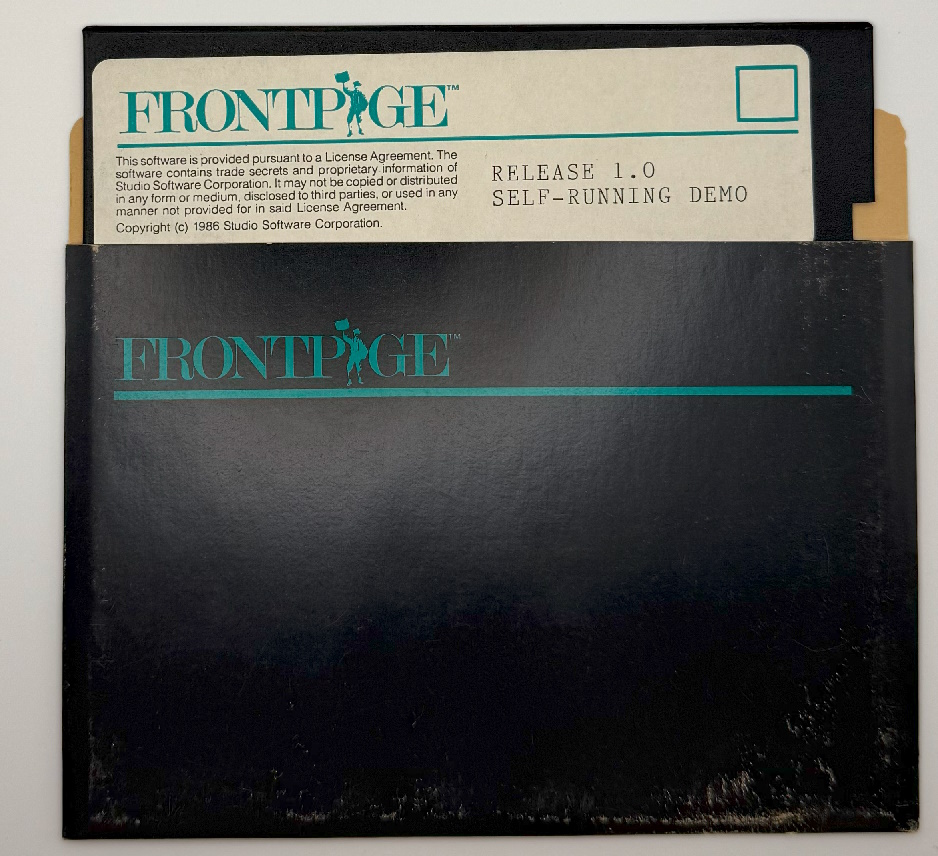 FRONTPAGE™
This software is provided pursuant to a License Agreement. The
software contains trade secrets and proprietary information of
Studio Software Corporation. It may not be copied or distributed
in any form or medium, disclosed to third parties, or used in any
manner not provided for in said License Agreement.
Copyright (c) 1986 Studio Software Corporation.
RELEASE 1.0
SELF-RUNNING DEMO
FRONTPAGE™